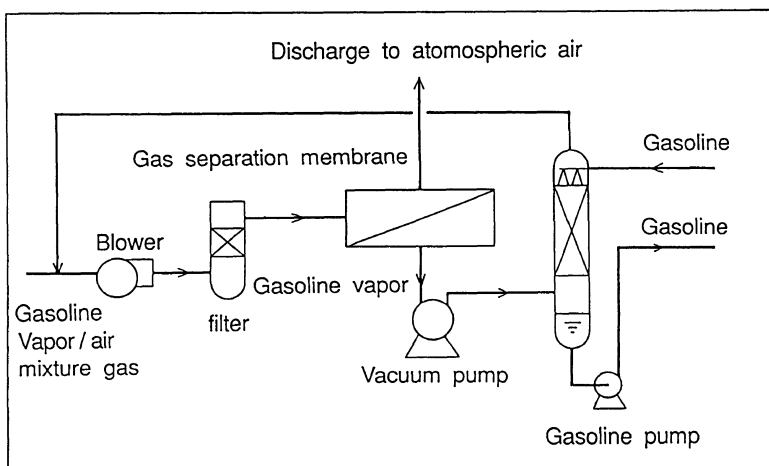 Discharge to atomospheric air
Gas separation membrane
Gasoline
Gasoline
Blower
Gasoline vapor
filter
Gasoline
Vapor / air
mixture gas
Vacuum pump
Gasoline pump